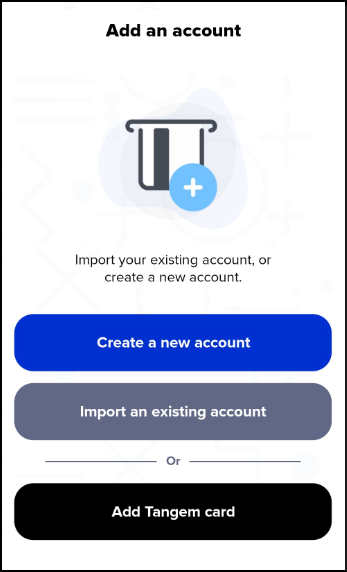 Add an account
Import your existing account, or
create a new account.
Create a new account
Import an existing account
Or
Add Tangem card